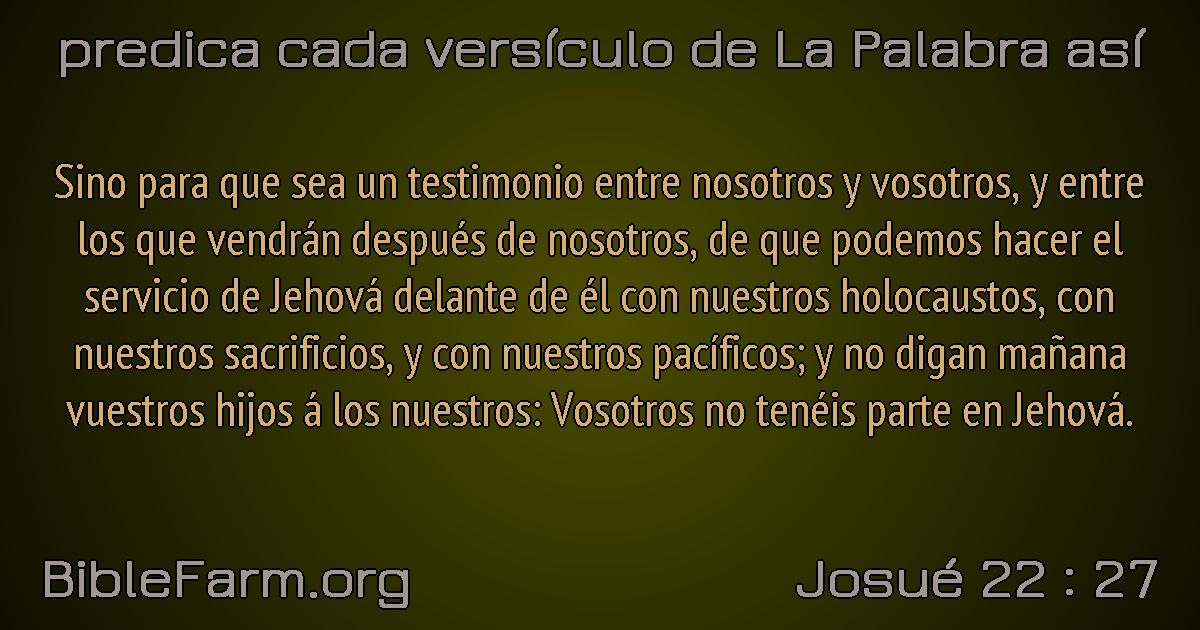 predica cada versículo de La Palabra así
Sino para que sea un testimonio entre nosotros y vosotros, y entre
los que vendrán después de nosotros, de que podemos hacer el
servicio de Jehová delante de él con nuestros holocaustos, con
nuestros sacrificios, y con nuestros pacíficos; y no digan mañana
vuestros hijos á los nuestros: Vosotros no tenéis parte en Jehová.
BibleFarm.org
Josué 22 : 27